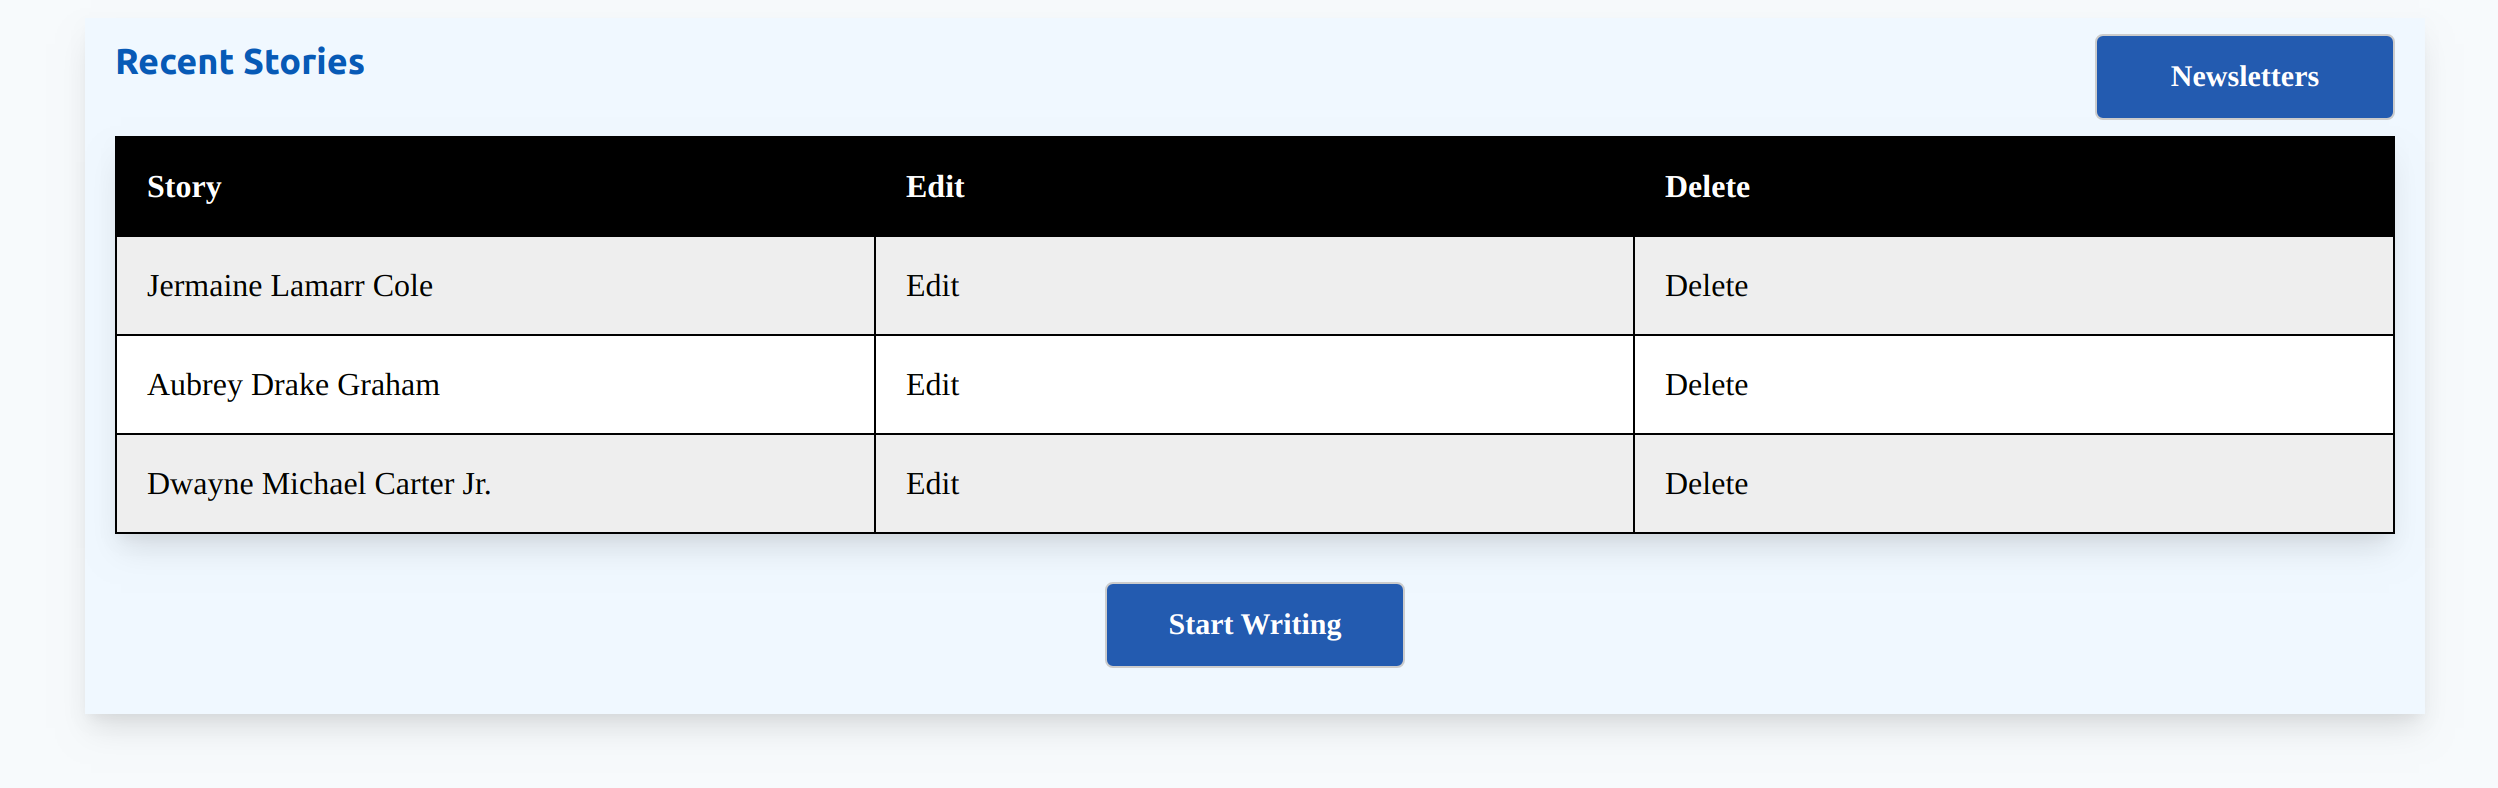 Recent Stories
Newsletters
Story Edit Delete
Jermaine Lamarr Cole Edit Delete
Aubrey Drake Graham Edit Delete
Dwayne Michael Carter Jr. Edit Delete
Start Writing